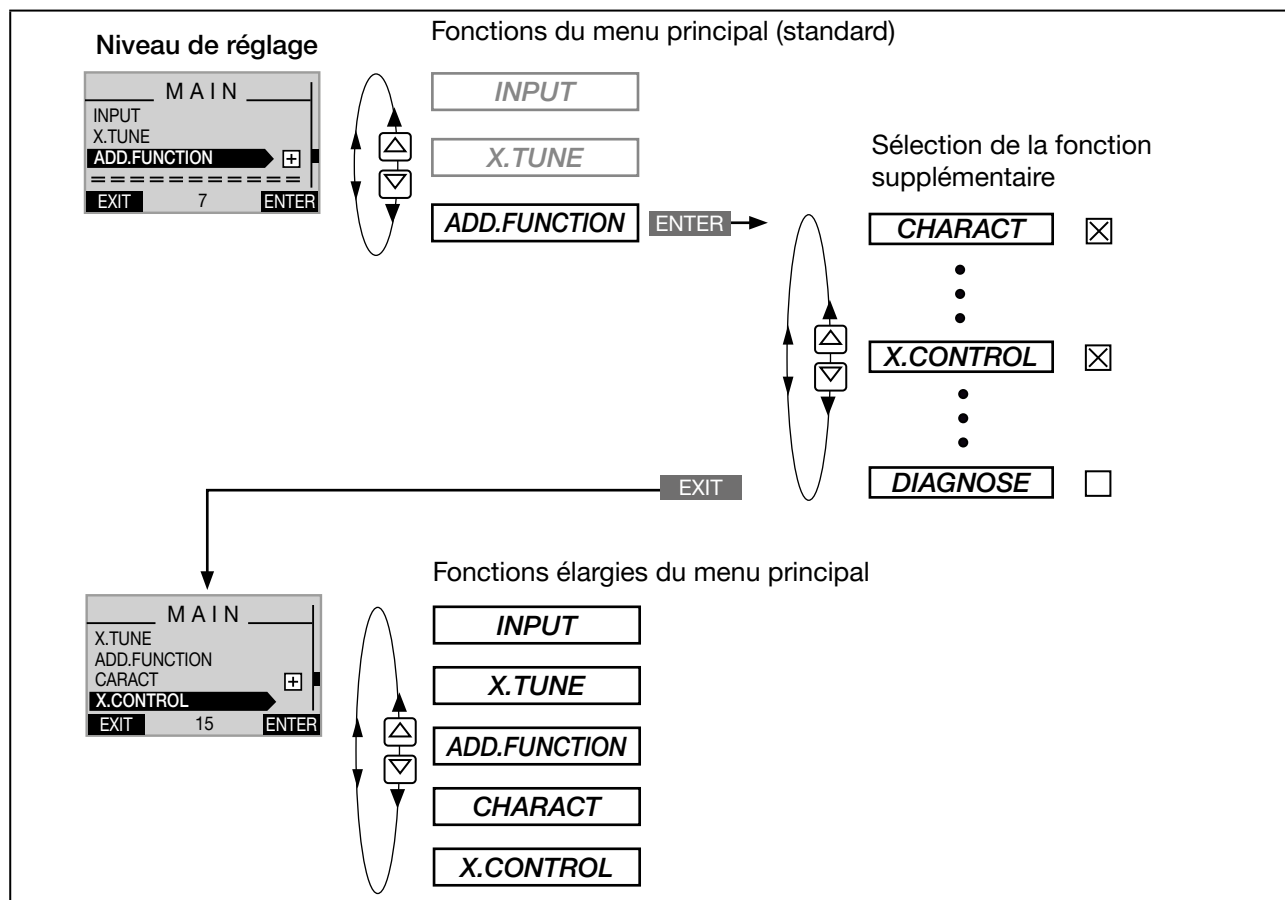 Niveau de réglage
Fonctions du menu principal (standard)
MAIN
INPUT
X.TUNE
ADD.FUNCTION
============
EXIT 7 ENTER
INPUT
X.TUNE
ADD.FUNCTION ENTER
Sélection de la fonction
supplémentaire
CHARACT
X.CONTROL
DIAGNOSE
EXIT
Fonctions élargies du menu principal
MAIN
X.TUNE
ADD.FUNCTION
CARACT
X.CONTROL
EXIT 15 ENTER
INPUT
X.TUNE
ADD.FUNCTION
CHARACT
X.CONTROL